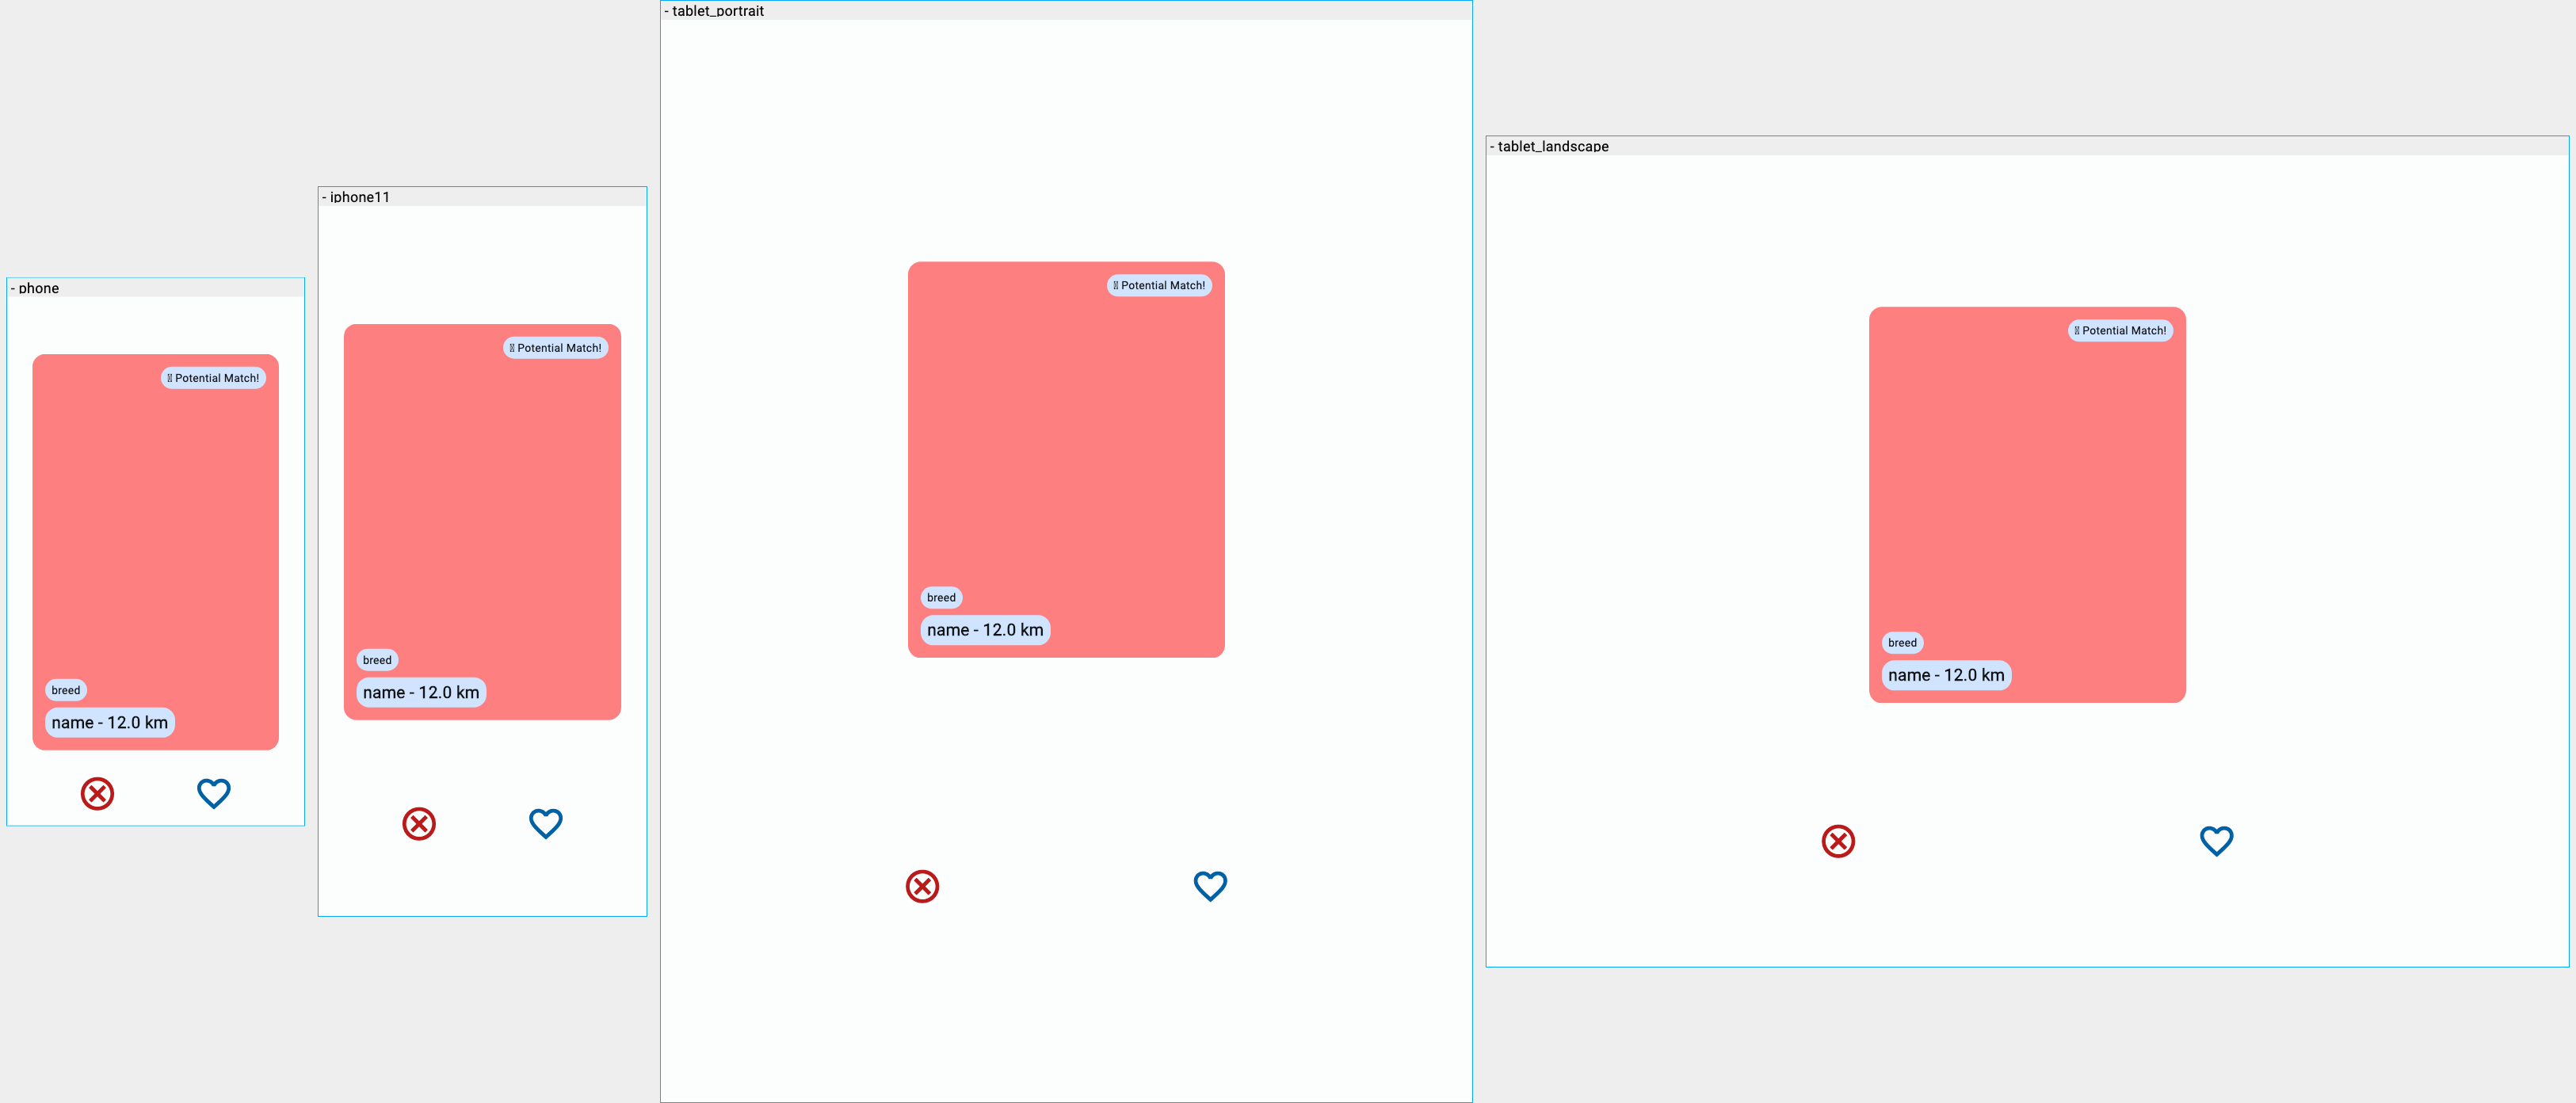 - phone
Potential Match!
breed
name - 12.0 km
- iphone11
Potential Match!
breed
name - 12.0 km
- tablet_portrait
Potential Match!
breed
name - 12.0 km
- tablet_landscape
Potential Match!
breed
name - 12.0 km